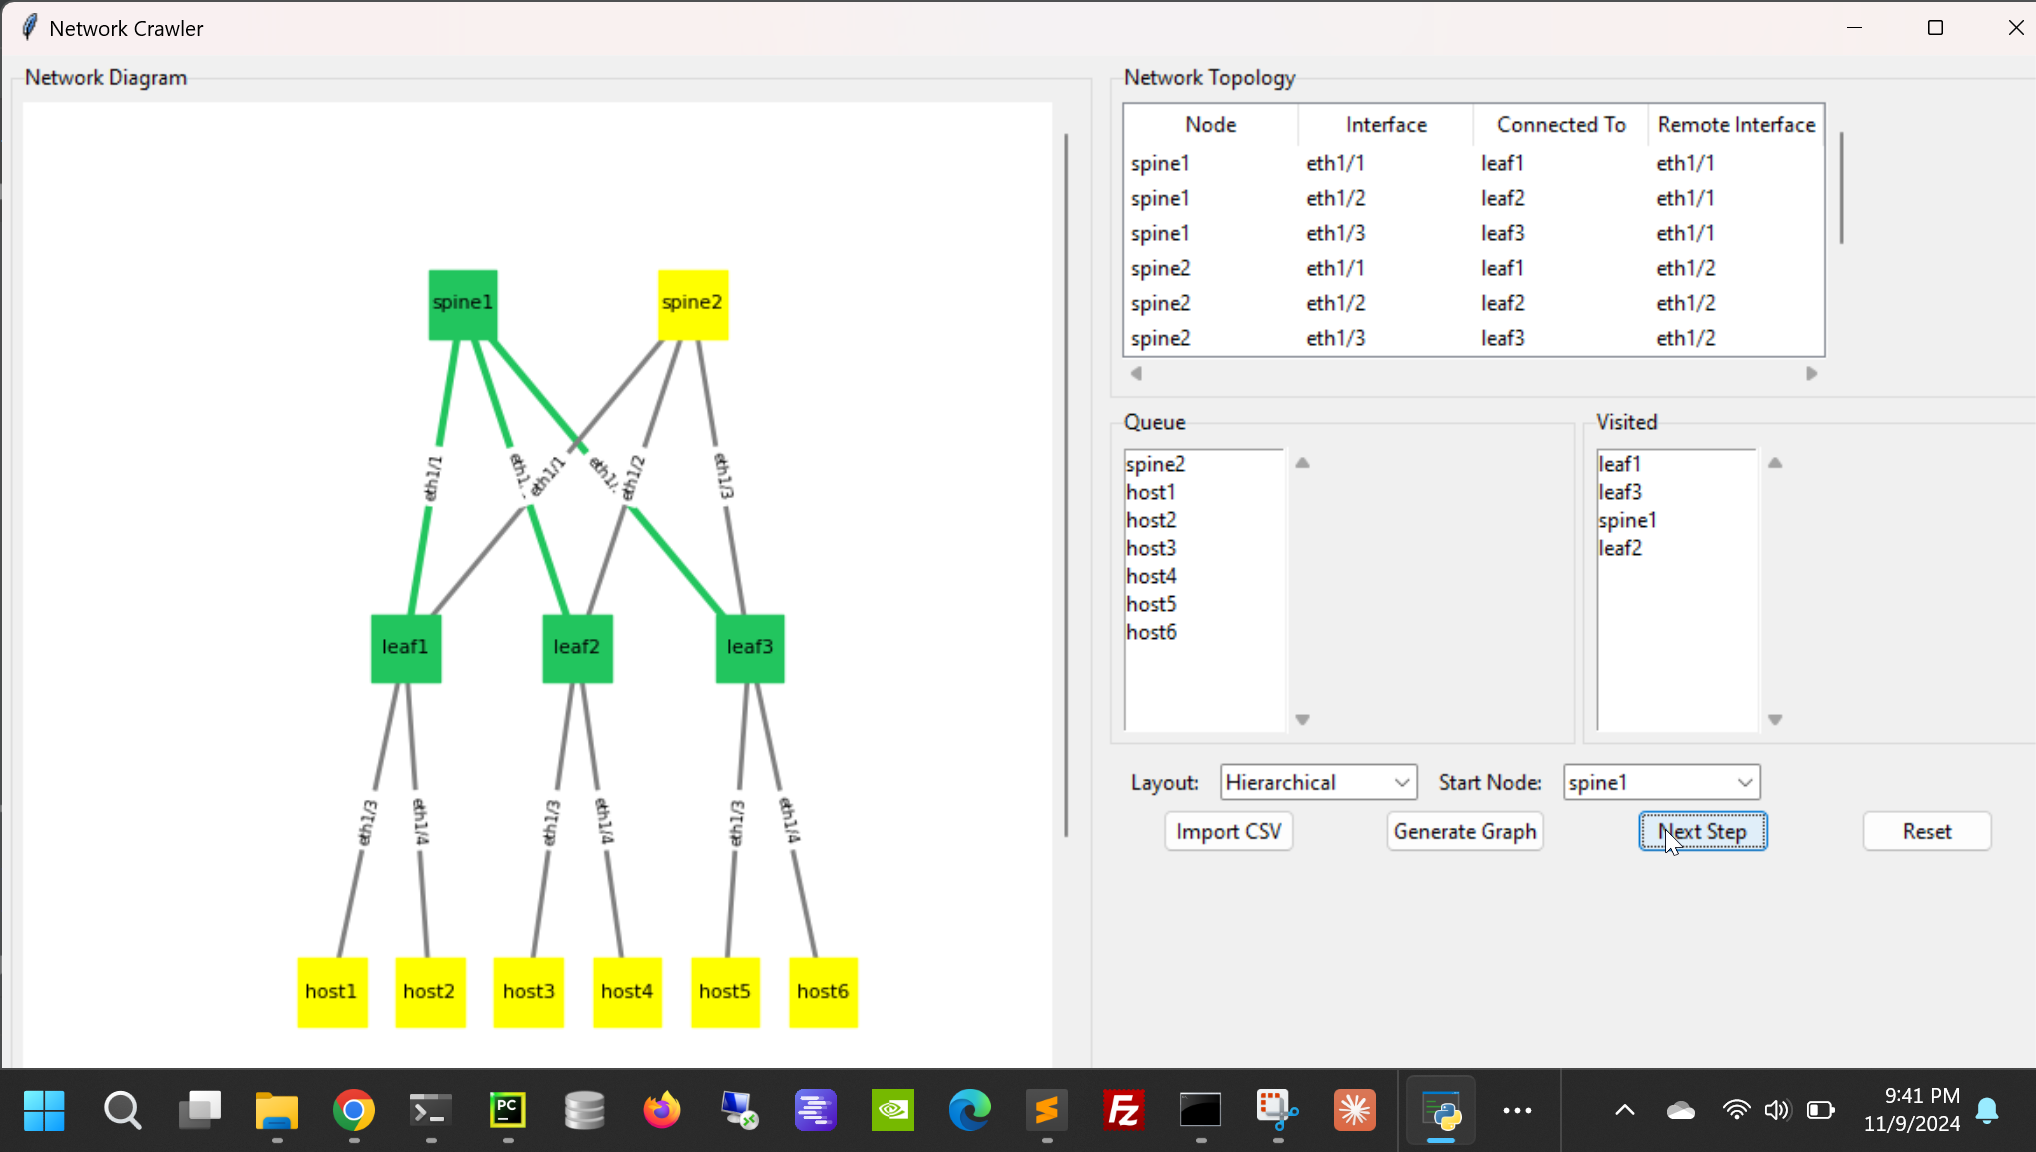 Network Crawler
Network Diagram
spine1
spine2
eth1/1
eth1/1
eth1/2
eth1/3
leaf1
leaf2
leaf3
eth1/3
eth1/4
eth1/3
eth1/4
eth1/3
eth1/4
host1
host2
host3
host4
host5
host6
Network Topology
Node Interface Connected To Remote Interface
spine1 eth1/1 leaf1 eth1/1
spine1 eth1/2 leaf2 eth1/1
spine1 eth1/3 leaf3 eth1/1
spine2 eth1/1 leaf1 eth1/2
spine2 eth1/2 leaf2 eth1/2
spine2 eth1/3 leaf3 eth1/2
Queue
spine2
host1
host2
host3
host4
host5
host6
Visited
leaf1
leaf3
spine1
leaf2
Layout: Hierarchical Start Node: spine1
Import CSV Generate Graph Next Step Reset
PC
FZ
9:41 PM
11/9/2024